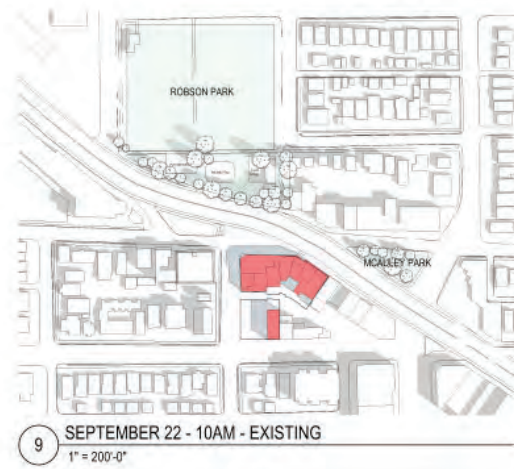 ROBSON PARK
MCAULEY PARK
9
SEPTEMBER 22 - 10AM - EXISTING
1" = 200'-0"